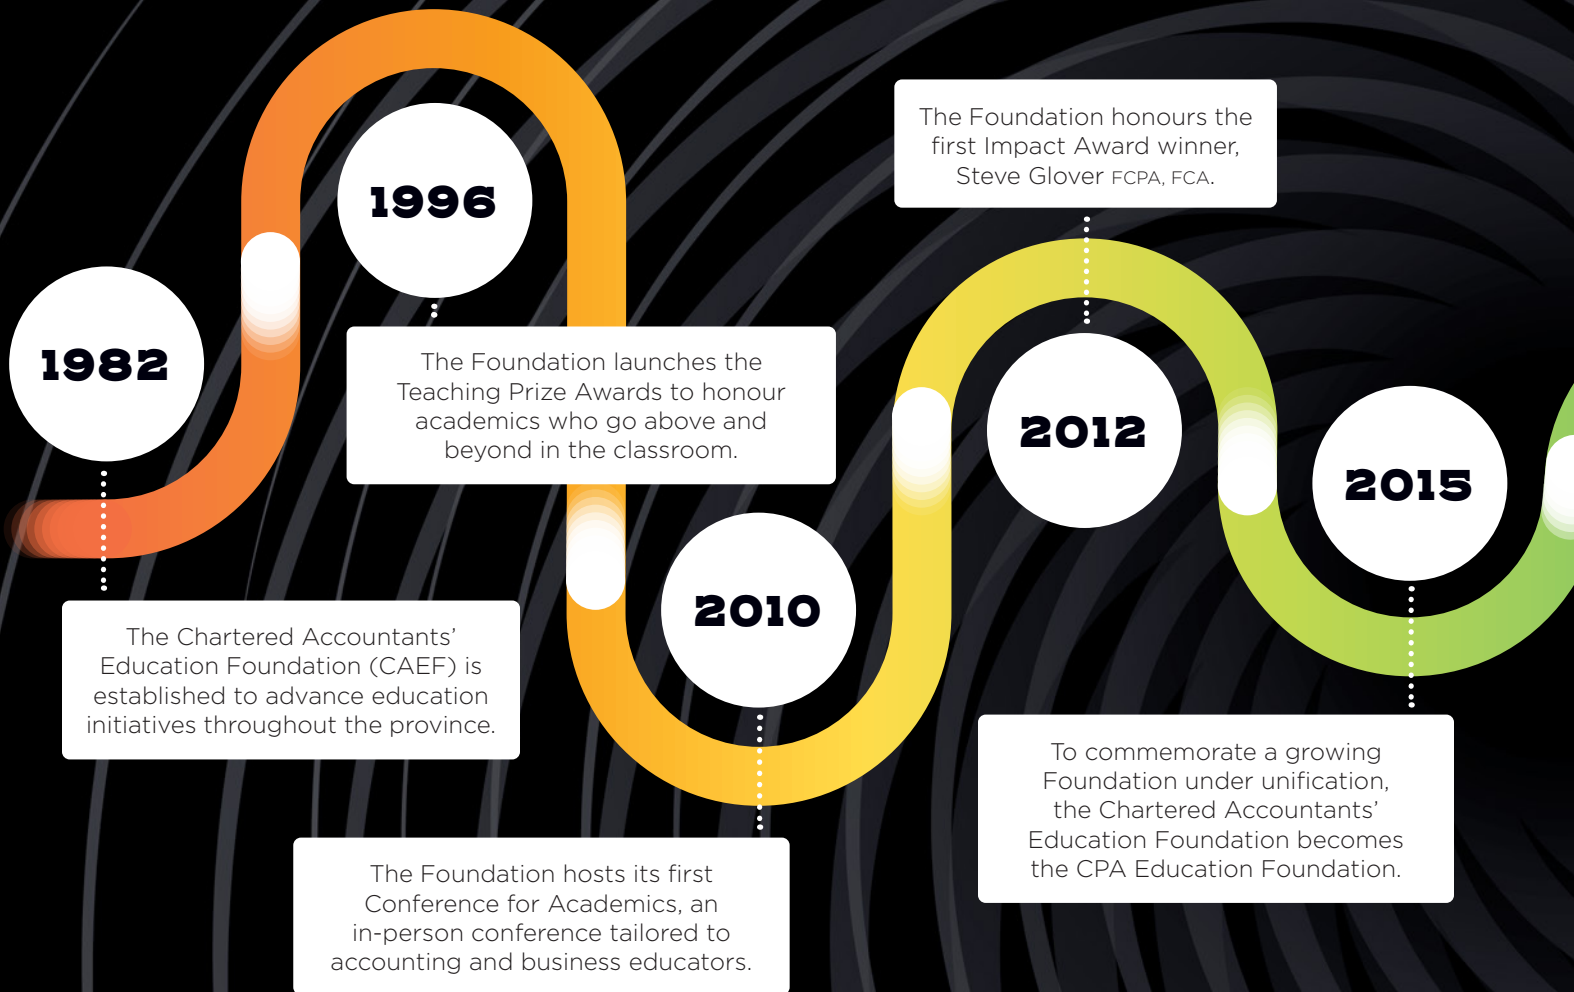 1982
The Chartered Accountants’
Education Foundation (CAEF) is
established to advance education
initiatives throughout the province.
1996
The Foundation launches the
Teaching Prize Awards to honour
academics who go above and
beyond in the classroom.
2010
The Foundation hosts its first
Conference for Academics, an
in-person conference tailored to
accounting and business educators.
The Foundation honours the
first Impact Award winner,
Steve Glover FCPA, FCA.
2012
2015
To commemorate a growing
Foundation under unification,
the Chartered Accountants’
Education Foundation becomes
the CPA Education Foundation.